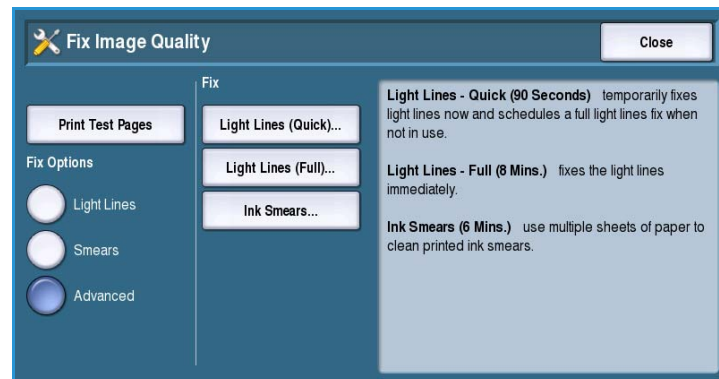 Fix Image Quality
Close
Print Test Pages
Fix Options
Light Lines
Smears
Advanced
Fix
Light Lines (Quick)...
Light Lines (Full)...
Ink Smears...
Light Lines - Quick (90 Seconds) temporarily fixes
light lines now and schedules a full light lines fix when
not in use.
Light Lines - Full (8 Mins.) fixes the light lines
immediately.
Ink Smears (6 Mins.) use multiple sheets of paper to
clean printed ink smears.